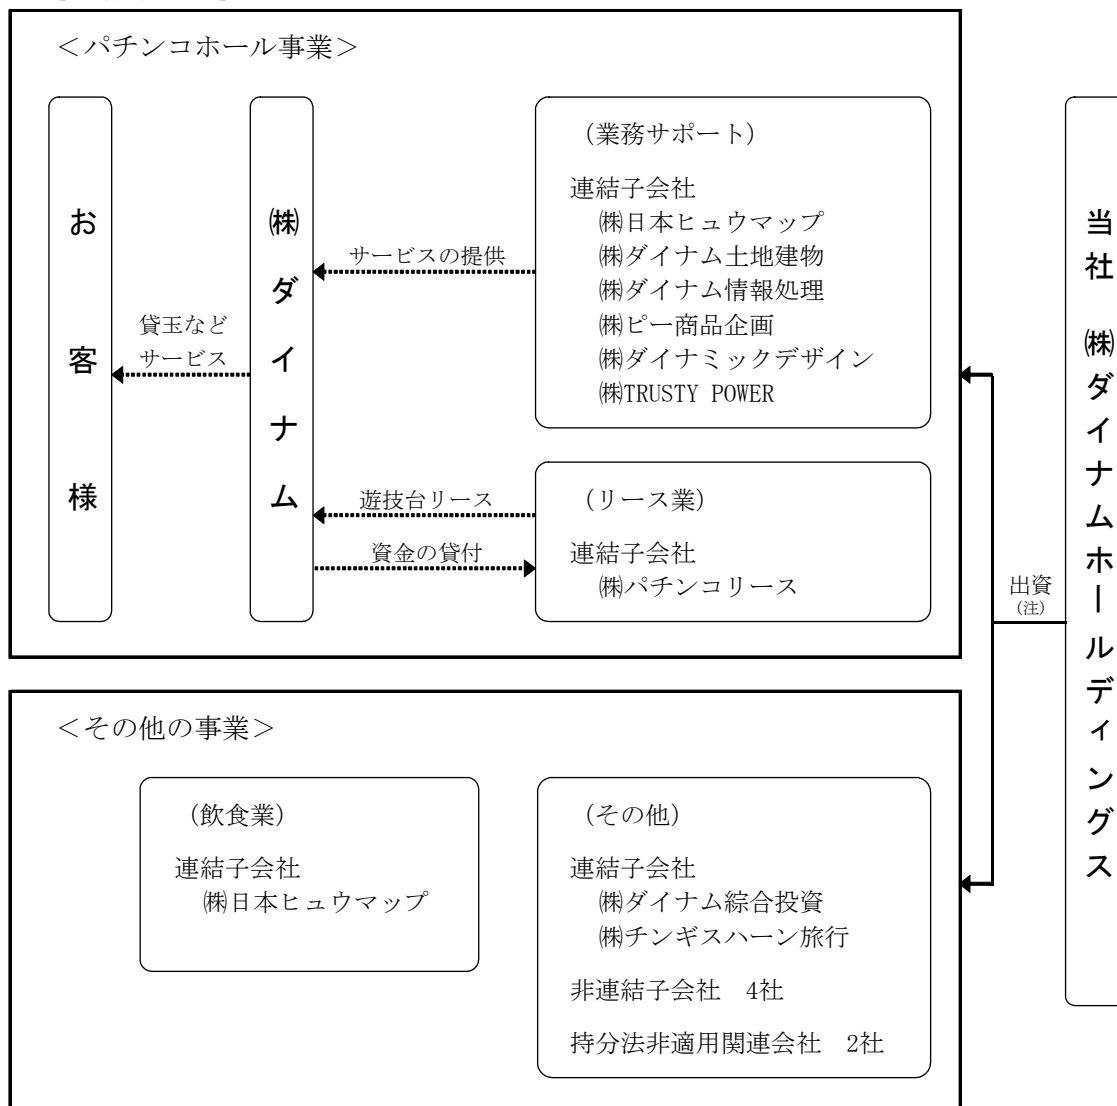 ＜パチンコホール事業＞
お客様
貸玉など
サービス
㈱ダイナム
サービスの提供
（業務サポート）
連結子会社
㈱日本ヒュウマップ
㈱ダイナム土地建物
㈱ダイナム情報処理
㈱ピー商品企画
㈱ダイナミックデザイン
㈱TRUSTY POWER
遊技台リース
資金の貸付
（リース業）
連結子会社
㈱パチンコリース
＜その他の事業＞
（飲食業）
連結子会社
㈱日本ヒュウマップ
（その他）
連結子会社
㈱ダイナム綜合投資
㈱チンギスハーン旅行
非連結子会社　4社
持分法非適用関連会社　2社
出資
（注）
当社　㈱ダイナムホールディングス